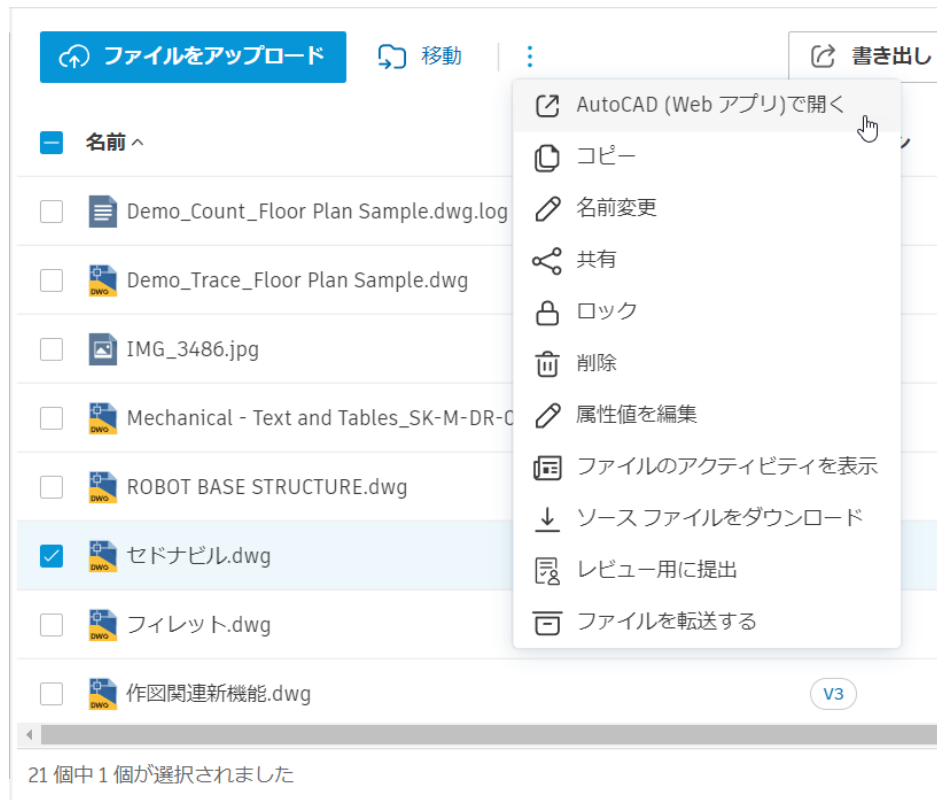 ファイルをアップロード
移動
書き出し
名前
AutoCAD (Web アプリ)で開く
コピー
名前変更
共有
ロック
削除
属性値を編集
ファイルのアクティビティを表示
ソース ファイルをダウンロード
レビュー用に提出
ファイルを転送する
Demo_Count_Floor Plan Sample.dwg.log
Demo_Trace_Floor Plan Sample.dwg
IMG_3486.jpg
Mechanical - Text and Tables_SK-M-DR-0
ROBOT BASE STRUCTURE.dwg
セドナビル.dwg
フィレット.dwg
作図関連新機能.dwg
V3
21 個中 1 個が選択されました